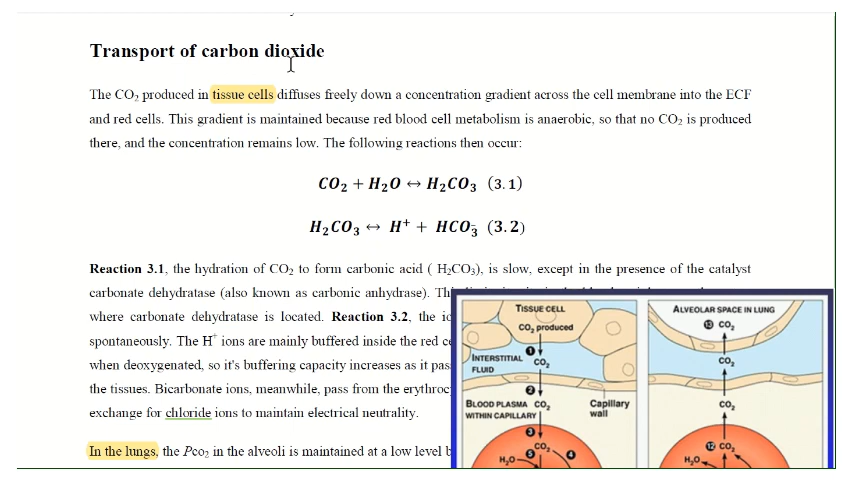 Transport of carbon dioxide
The CO₂ produced in tissue cells diffuses freely down a concentration gradient across the cell membrane into the ECF
and red cells. This gradient is maintained because red blood cell metabolism is anaerobic, so that no CO₂ is produced
there, and the concentration remains low. The following reactions then occur:
CO₂ + H₂O ↔ H₂CO₃ (3.1)
H₂CO₃ ↔ H⁺ + HCO₃⁻ (3.2)
Reaction 3.1, the hydration of CO₂ to form carbonic acid ( H₂CO₃), is slow, except in the presence of the catalyst
carbonate dehydratase (also known as carbonic anhydrase).
where carbonate dehydratase is located. Reaction 3.2, the
spontaneously. The H⁺ ions are mainly buffered inside the red
when deoxygenated, so it's buffering capacity increases as it
the tissues. Bicarbonate ions, meanwhile, pass from the
exchange for chloride ions to maintain electrical neutrality.
In the lungs, the Pco₂ in the alveoli is maintained at a low level
TISSUE CELL
CO₂ produced
1
INTERSTITIAL
FLUID
CO₂
2
BLOOD PLASMA
WITHIN CAPILLARY
CO₂
Capillary
wall
3
CO₂
5
4
H₂O
ALVEOLAR SPACE IN LUNG
13 CO₂
CO₂
CO₂
12 CO₂
H₂O